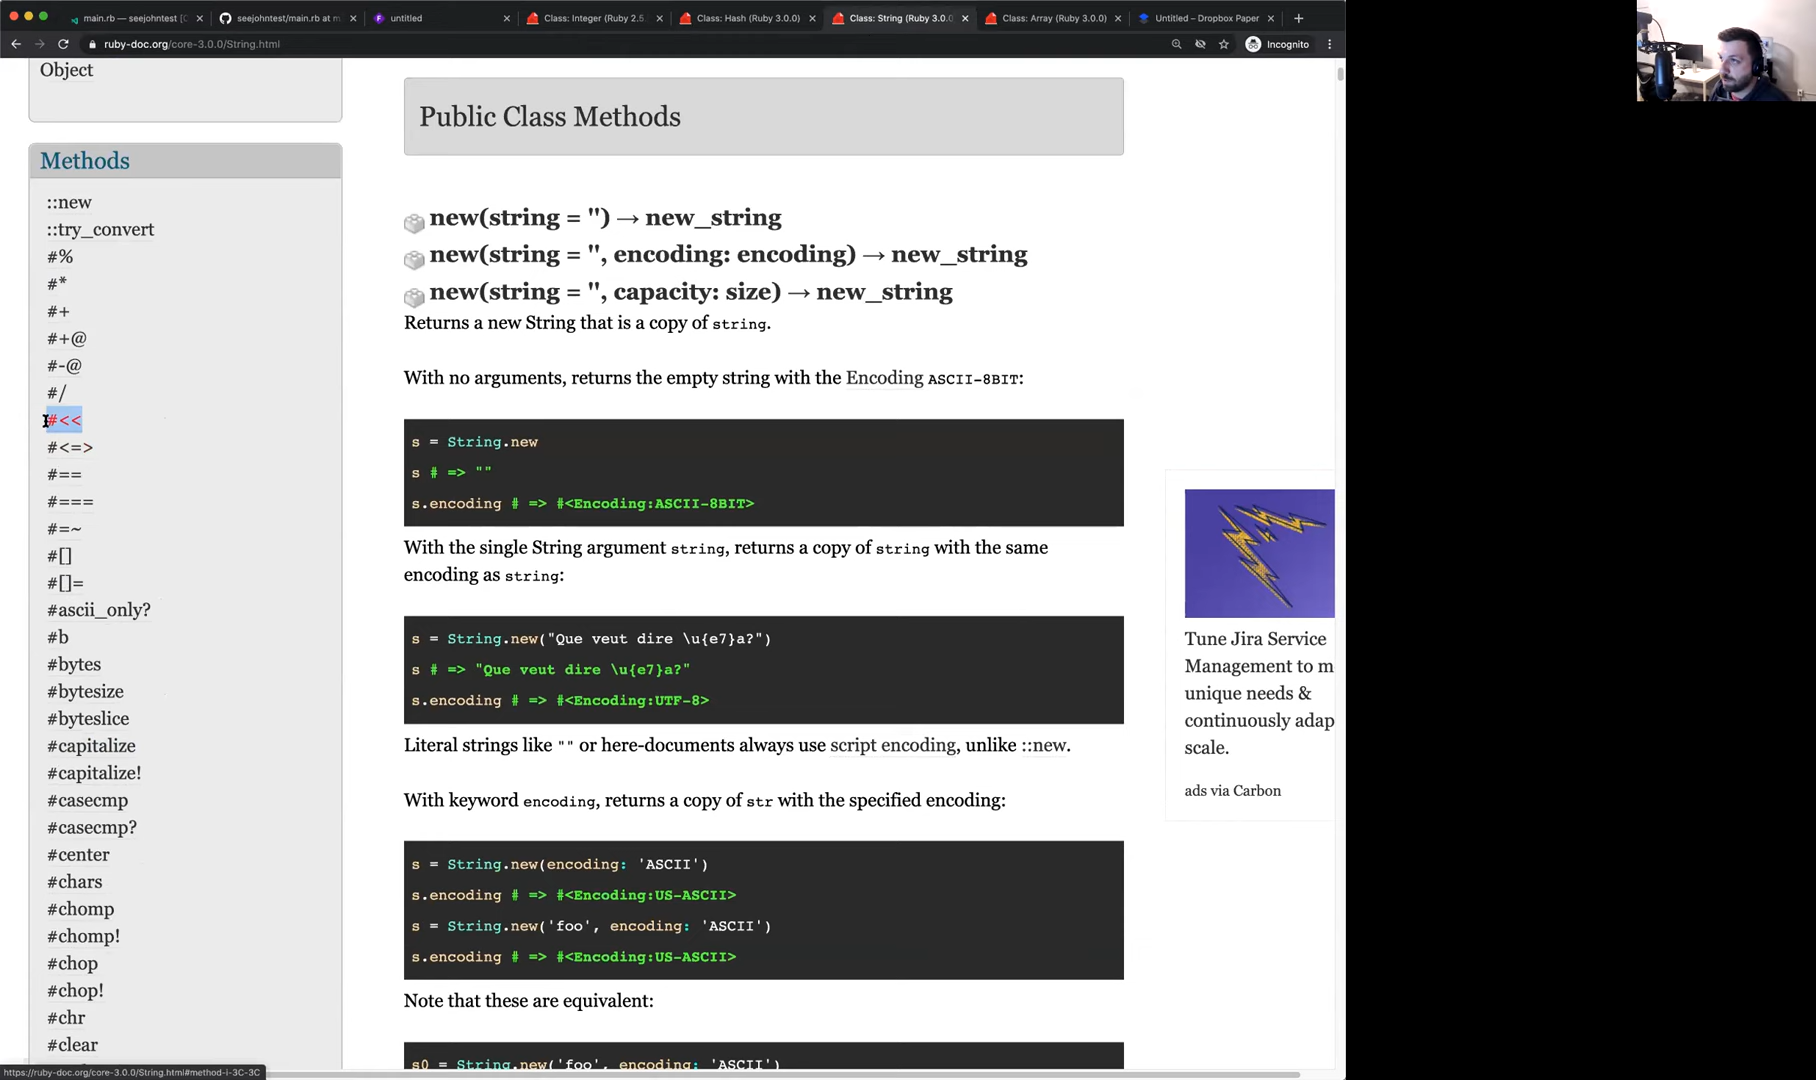 main.rb — seejohntest [C
seejohntest/main.rb at m
untitled
Class: Integer (Ruby 2.5.
Class: Hash (Ruby 3.0.0)
Class: String (Ruby 3.0.0
Class: Array (Ruby 3.0.0)
Untitled – Dropbox Paper
ruby-doc.org/core-3.0.0/String.html
Incognito
Object
Methods
::new
::try_convert
#%
#*
#+
#+@
#-@
#/
#<<
#<=>
#==
#===
#=~
#[]
#[]=
#ascii_only?
#b
#bytes
#bytesize
#byteslice
#capitalize
#capitalize!
#casecmp
#casecmp?
#center
#chars
#chomp
#chomp!
#chop
#chop!
#chr
#clear
Public Class Methods
new(string = '') → new_string
new(string = '', encoding: encoding) → new_string
new(string = '', capacity: size) → new_string
Returns a new String that is a copy of string.
With no arguments, returns the empty string with the Encoding ASCII-8BIT:
s = String.new
s # => ""
s.encoding # => #<Encoding:ASCII-8BIT>
With the single String argument string, returns a copy of string with the same
encoding as string:
s = String.new("Que veut dire \u{e7}a?")
s # => "Que veut dire \u{e7}a?"
s.encoding # => #<Encoding:UTF-8>
Literal strings like "" or here-documents always use script encoding, unlike ::new.
With keyword encoding, returns a copy of str with the specified encoding:
s = String.new(encoding: 'ASCII')
s.encoding # => #<Encoding:US-ASCII>
s = String.new('foo', encoding: 'ASCII')
s.encoding # => #<Encoding:US-ASCII>
Note that these are equivalent:
s0 = String.new('foo', encoding: 'ASCII')
Tune Jira Service
Management to m
unique needs &
continuously adap
scale.
ads via Carbon
https://ruby-doc.org/core-3.0.0/String.html#method-i-3C-3C